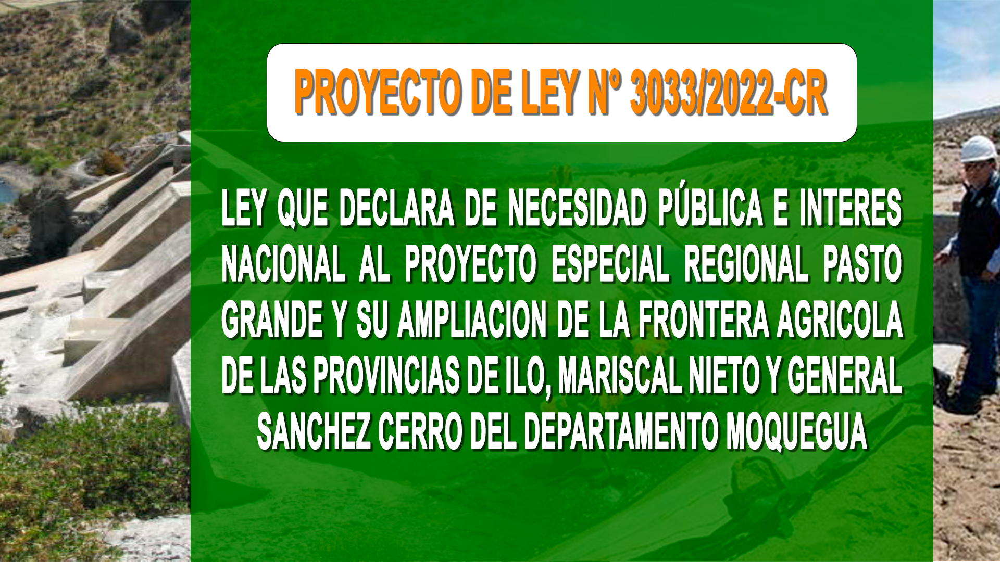 PROYECTO DE LEY N° 3033/2022-CR
LEY QUE DECLARA DE NECESIDAD PÚBLICA E INTERES
NACIONAL AL PROYECTO ESPECIAL REGIONAL PASTO
GRANDE Y SU AMPLIACION DE LA FRONTERA AGRICOLA
DE LAS PROVINCIAS DE ILO, MARISCAL NIETO Y GENERAL
SANCHEZ CERRO DEL DEPARTAMENTO MOQUEGUA